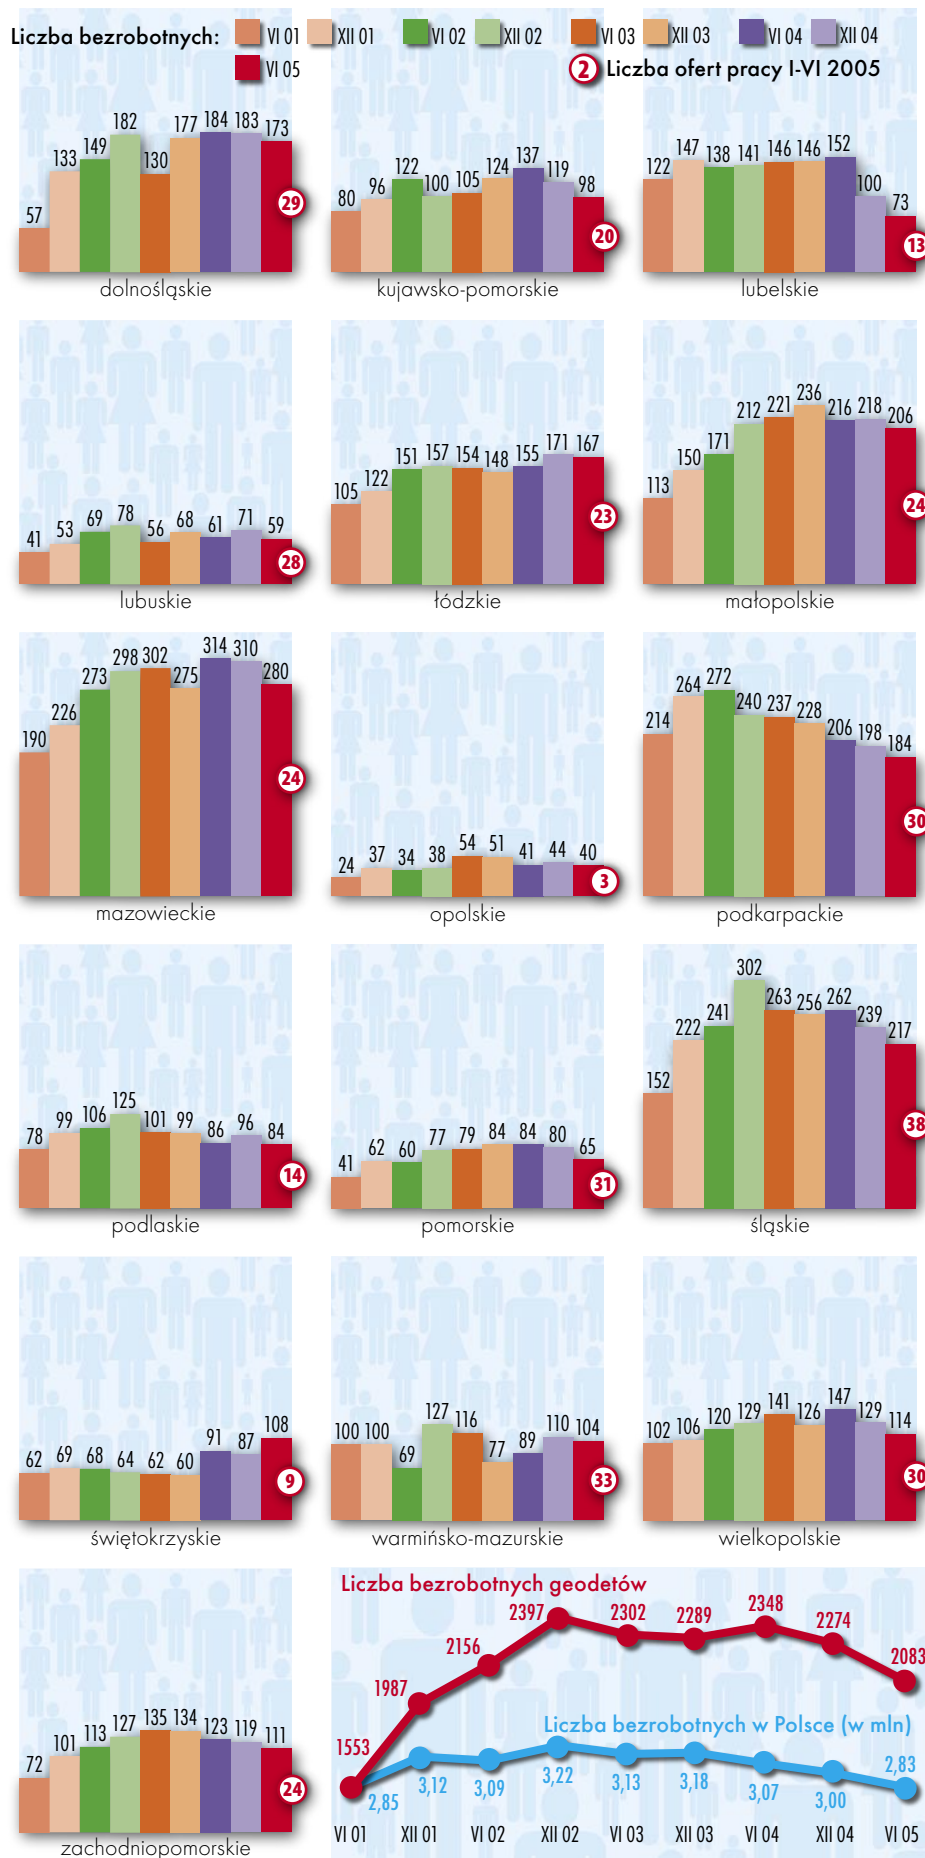 Liczba bezrobotnych: VI 01 XII 01 VI 02 XII 02 VI 03 XII 03 VI 04 XII 04
VI 05 2 Liczba ofert pracy I-VI 2005
57 133 149 182 130 177 184 183 173
29
dolnośląskie
80 96 122 100 105 124 137 119 98
20
kujawsko-pomorskie
122 147 138 141 146 146 152 100 73
13
lubelskie
41 53 69 78 56 68 61 71 59
28
lubuskie
105 122 151 157 154 148 155 171 167
23
łódzkie
113 150 171 212 221 236 216 218 206
24
małopolskie
190 226 273 298 302 275 314 310 280
24
mazowieckie
24 37 34 38 54 51 41 44 40
3
opolskie
214 264 272 240 237 228 206 198 184
30
podkarpackie
78 99 106 125 101 99 86 96 84
14
podlaskie
41 62 60 77 79 84 84 80 65
31
pomorskie
152 222 241 302 263 256 262 239 217
38
śląskie
62 69 68 64 62 60 91 87 108
9
świętokrzyskie
100 100 69 127 116 77 89 110 104
33
warmińsko-mazurskie
102 106 120 129 141 126 147 129 114
30
wielkopolskie
72 101 113 127 135 134 123 119 111
24
zachodniopomorskie
Liczba bezrobotnych geodetów
1553 1987 2156 2397 2302 2289 2348 2274 2083
Liczba bezrobotnych w Polsce (w mln)
2,85 3,12 3,09 3,22 3,13 3,18 3,07 3,00 2,83
VI 01 XII 01 VI 02 XII 02 VI 03 XII 03 VI 04 XII 04 VI 05